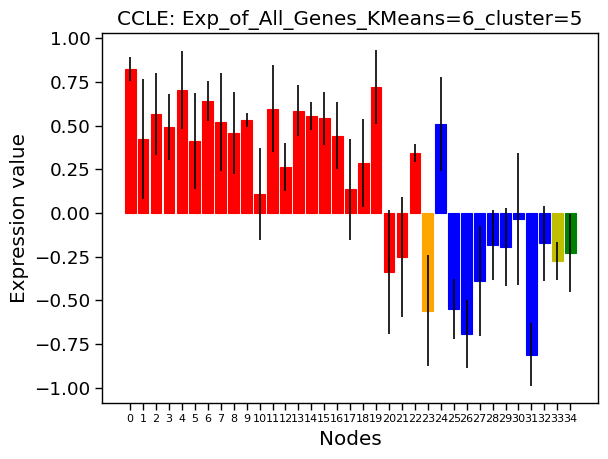 CCLE: Exp_of_All_Genes_KMeans=6_cluster=5
Expression value
1.00
0.75
0.50
0.25
0.00
−0.25
−0.50
−0.75
−1.00
0 1 2 3 4 5 6 7 8 9 10 11 12 13 14 15 16 17 18 19 20 21 22 23 24 25 26 27 28 29 30 31 32 33 34
Nodes